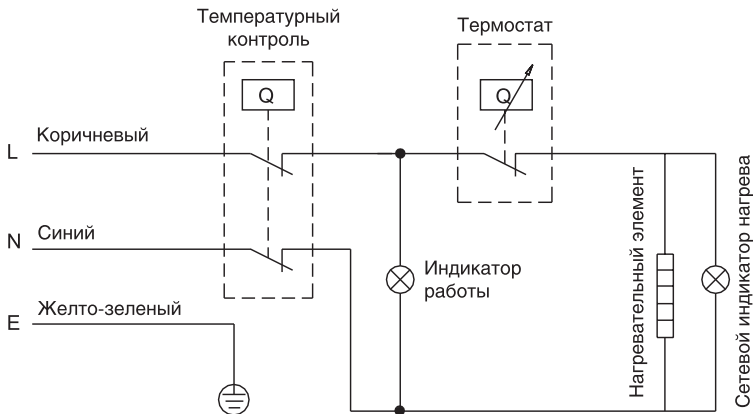 Температурный
контроль
Термостат
Q
Q
L
Коричневый
N
Синий
E
Желто-зеленый
Индикатор
работы
Нагревательный элемент
Сетевой индикатор нагрева